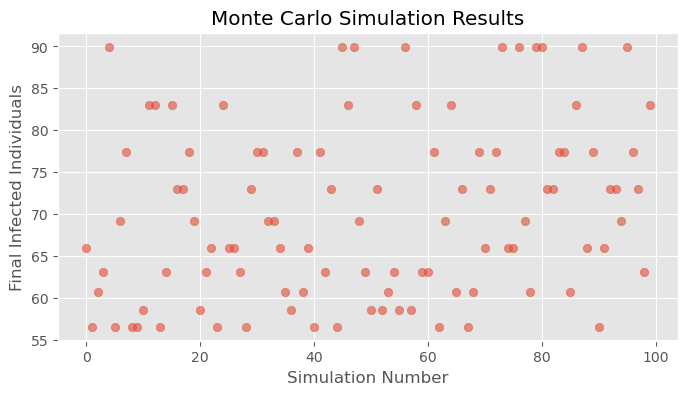 Monte Carlo Simulation Results
Final Infected Individuals
90
85
80
75
70
65
60
55
0 20 40 60 80 100
Simulation Number